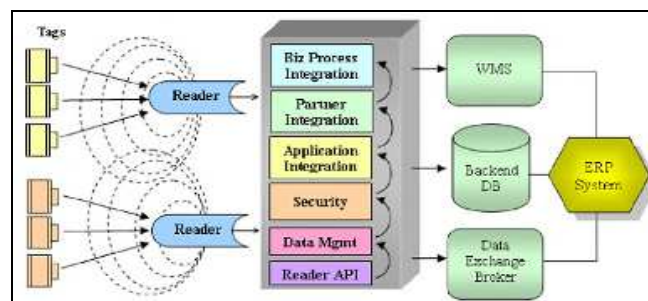 Tags
Reader
Reader
Biz Process
Integration
Partner
Integration
Application
Integration
Security
Data Mgmt
Reader API
WMS
Backend
DB
Data
Exchange
Broker
ERP
System